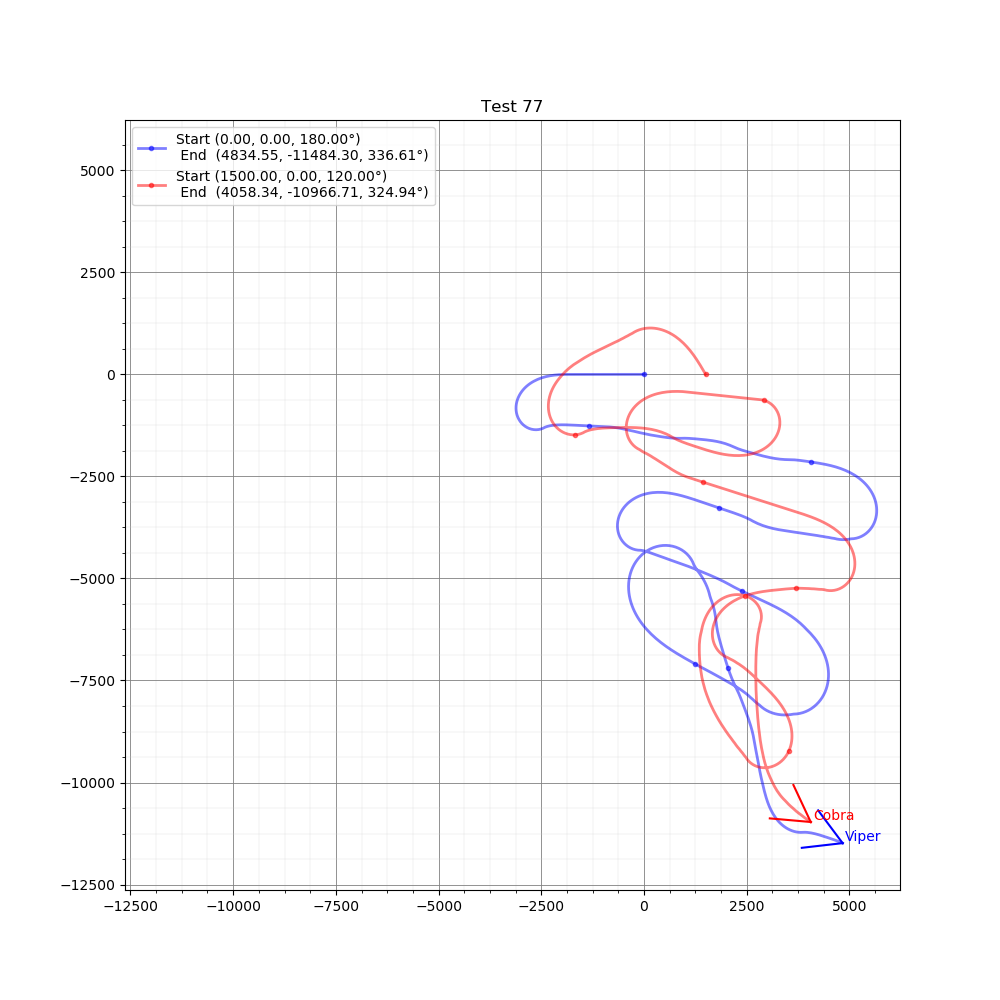 Test 77
Start (0.00, 0.00, 180.00°)
End (4834.55, -11484.30, 336.61°)
Start (1500.00, 0.00, 120.00°)
End (4058.34, -10966.71, 324.94°)
5000
2500
0
−2500
−5000
−7500
−10000
−12500
Cobra
Viper
−12500 −10000 −7500 −5000 −2500 0 2500 5000